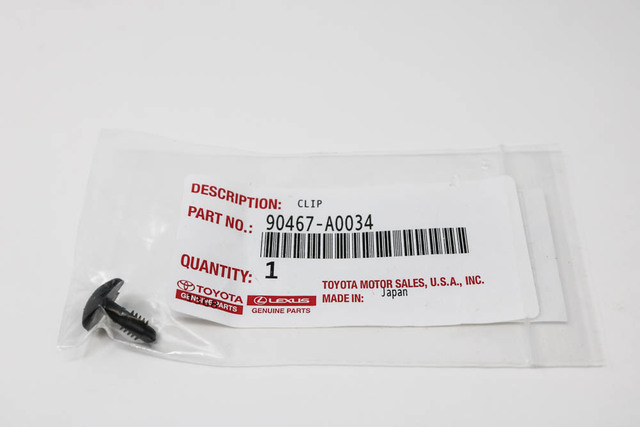 DESCRIPTION: CLIP
PART NO.: 90467-A0034
QUANTITY: 1
TOYOTA MOTOR SALES, U.S.A., INC.
MADE IN: Japan
TOYOTA
GENUINE PARTS
LEXUS
GENUINE PARTS